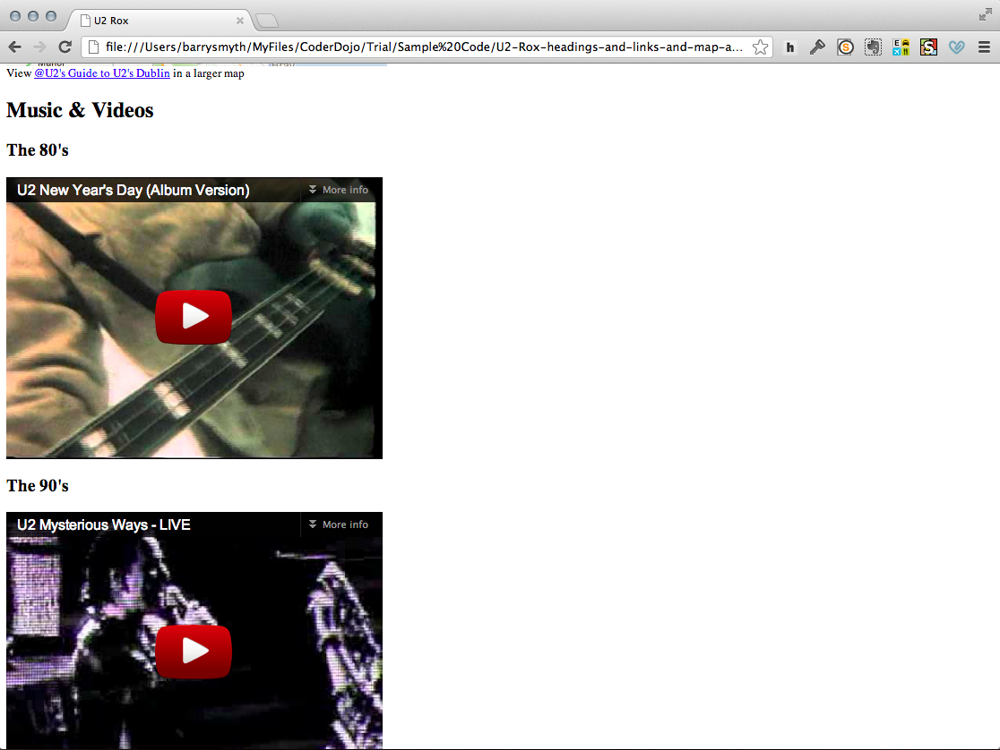 U2 Rox
file:///Users/barrysmyth/MyFiles/CoderDojo/Trial/Sample%20Code/U2-Rox-headings-and-links-and-map-a...
View @U2's Guide to U2's Dublin in a larger map
Music & Videos
The 80's
U2 New Year's Day (Album Version)
More info
The 90's
U2 Mysterious Ways - LIVE
More info